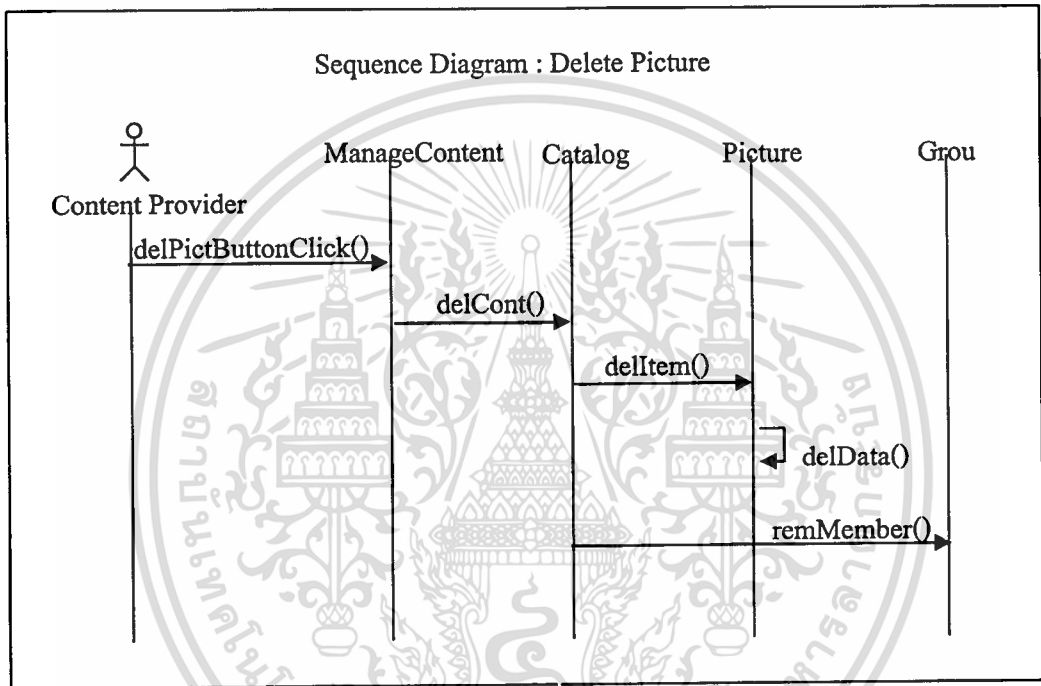 Sequence Diagram : Delete Picture
ManageContent
Catalog
Picture
Grou
Content Provider
delPictButtonClick()
delCont()
delItem()
delData()
remMember()